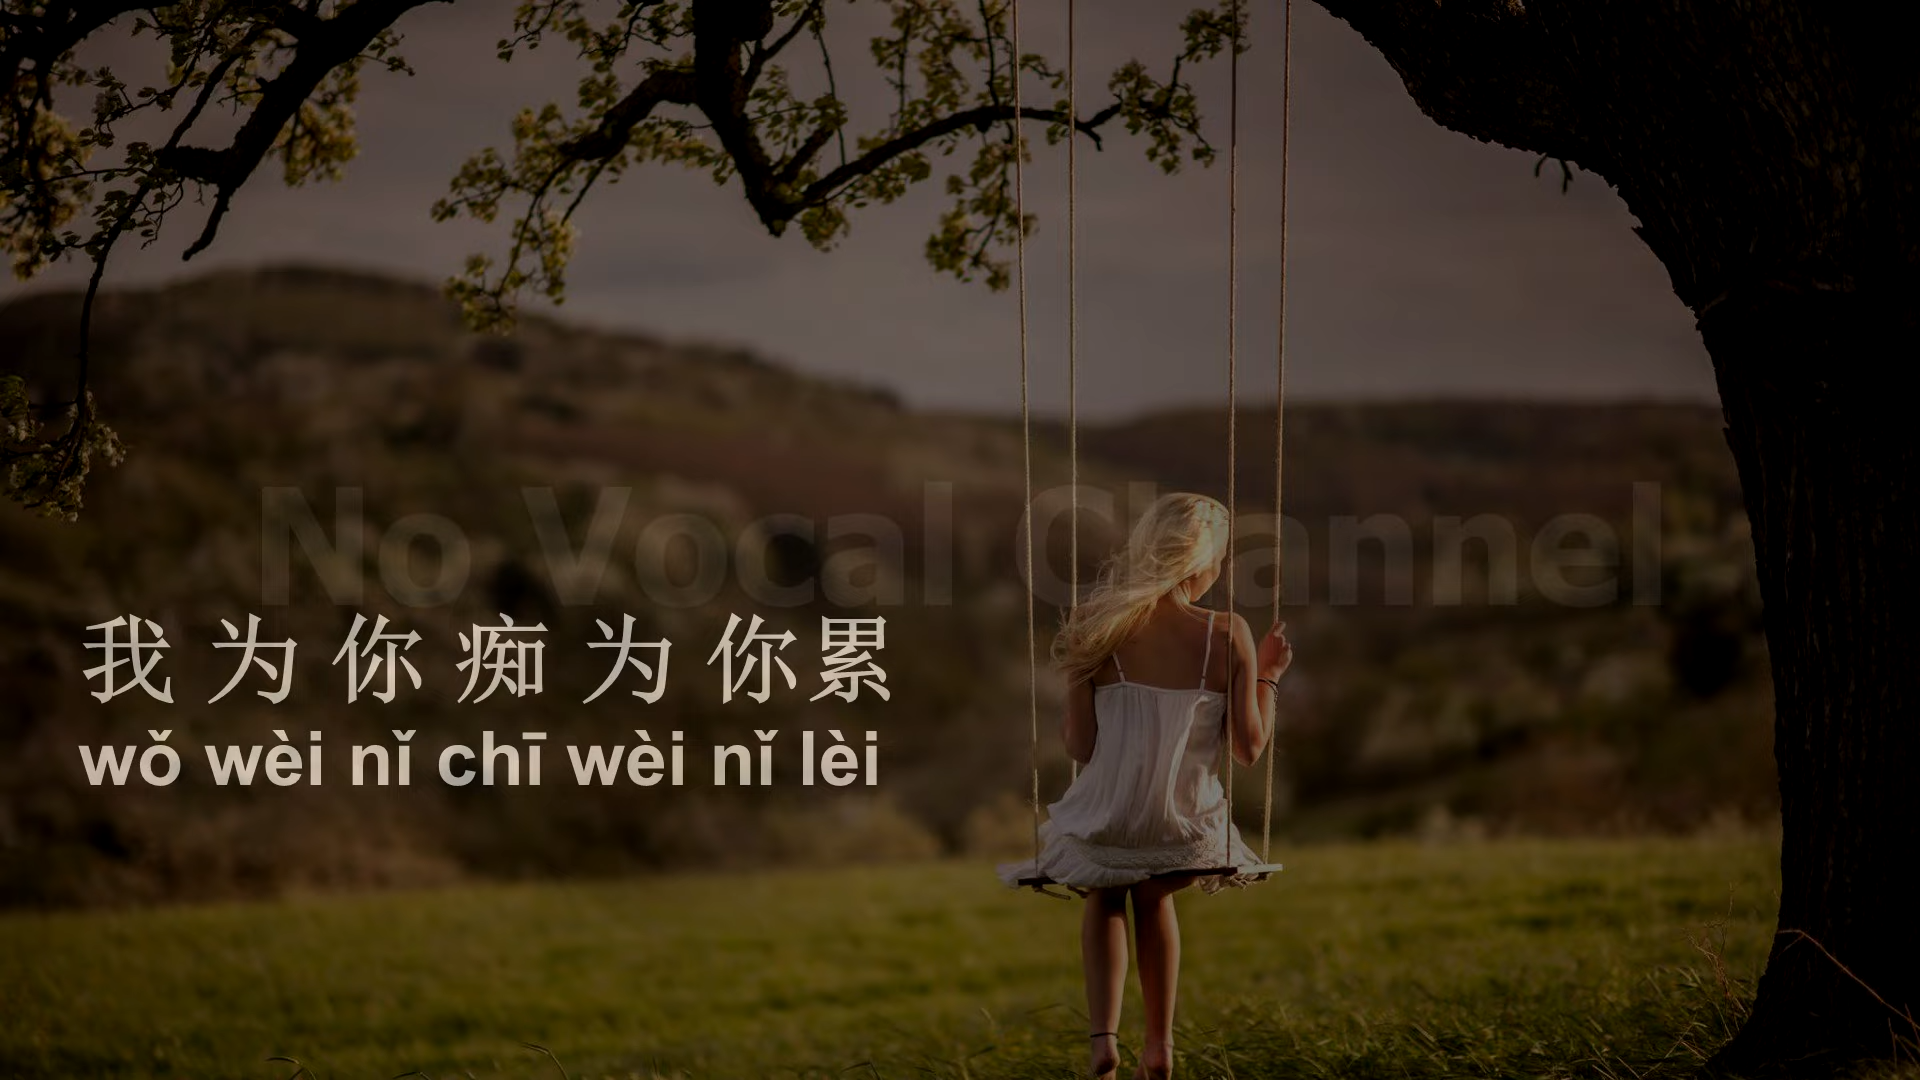 No Vocal Channel
我 为 你 痴 为 你累
wǒ wèi nǐ chī wèi nǐ lèi